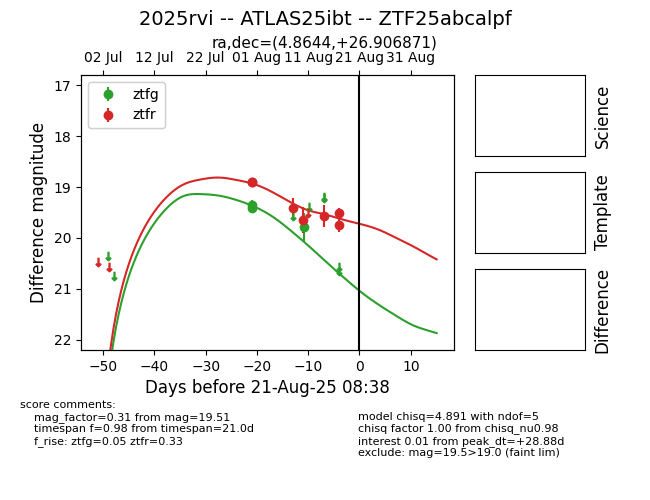 2025rvi -- ATLAS25ibt -- ZTF25abcalpf
ra,dec=(4.8644,+26.906871)
02 Jul 12 Jul 22 Jul 01 Aug 11 Aug 21 Aug 31 Aug
ztfg
ztfr
17
18
19
20
21
22
Difference magnitude
−50 −40 −30 −20 −10 0 10
Days before 21-Aug-25 08:38
Science
Template
Difference
score comments:
mag_factor=0.31 from mag=19.51
timespan f=0.98 from timespan=21.0d
f_rise: ztfg=0.05 ztfr=0.33
model chisq=4.891 with ndof=5
chisq factor 1.00 from chisq_nu0.98
interest 0.01 from peak_dt=+28.88d
exclude: mag=19.5>19.0 (faint lim)